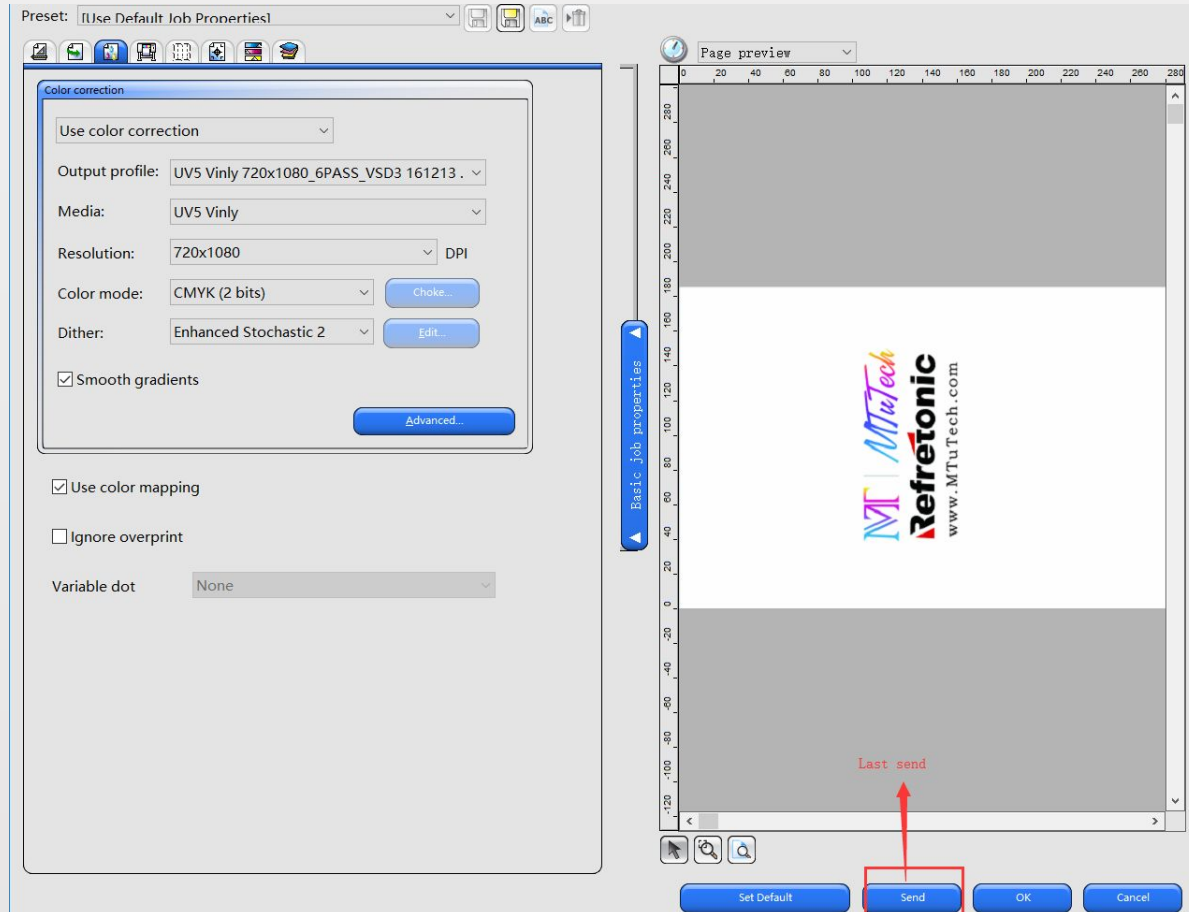 Preset: [Use Default Job Properties]
ABC
Color correction
Use color correction
Output profile: UV5 Vinly 720x1080_6PASS_VSD3 161213 .
Media: UV5 Vinly
Resolution: 720x1080 DPI
Color mode: CMYK (2 bits) Choke...
Dither: Enhanced Stochastic 2 Edit...
Smooth gradients
Advanced...
Use color mapping
Ignore overprint
Variable dot None
Basic job properties
Page preview
0 20 40 60 80 100 120 140 160 180 200 220 240 260 280
280
260
240
220
200
180
160
140
120
100
80
60
40
20
0
-20
-40
-60
-80
-100
-120
MT MTuTech
Refretonic
www.MTuTech.com
Last send
Set Default Send OK Cancel